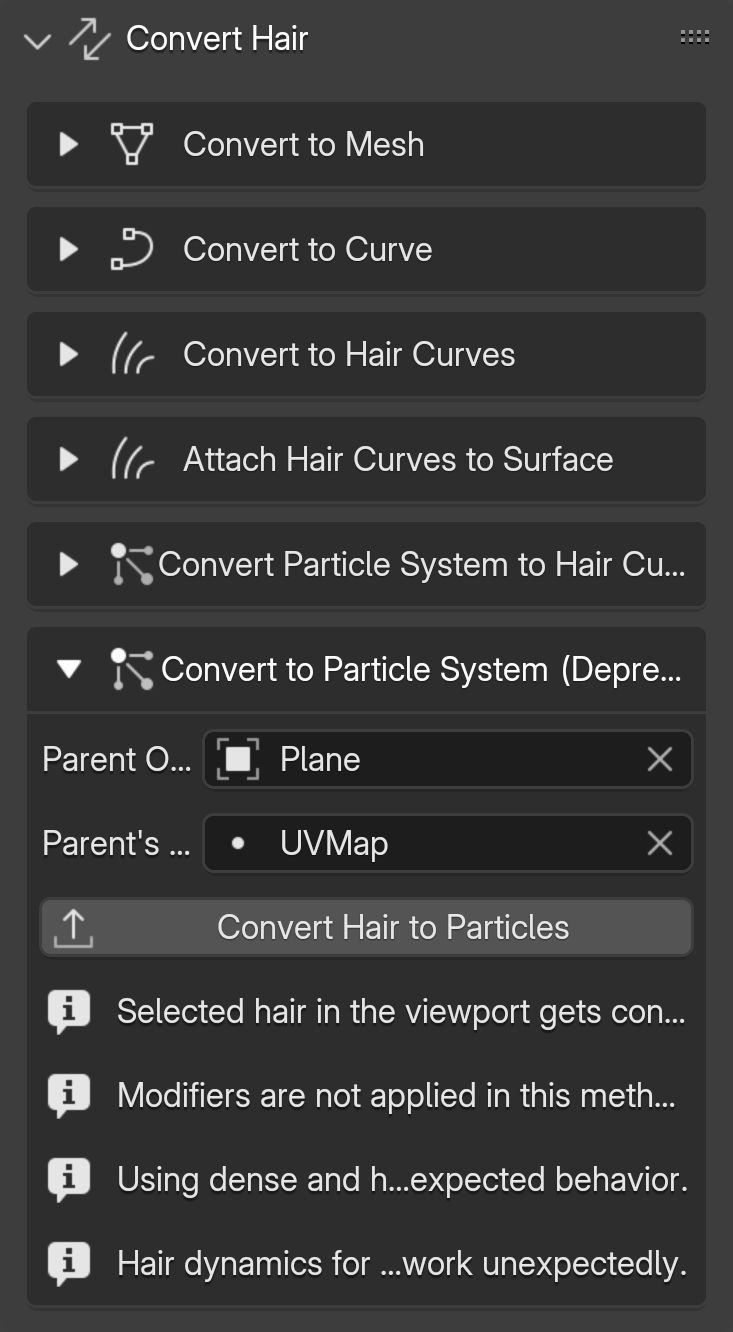 Convert Hair
Convert to Mesh
Convert to Curve
Convert to Hair Curves
Attach Hair Curves to Surface
Convert Particle System to Hair Cu...
Convert to Particle System (Depre...
Parent O... Plane
Parent's ... UVMap
Convert Hair to Particles
Selected hair in the viewport gets con...
Modifiers are not applied in this meth...
Using dense and h...expected behavior.
Hair dynamics for ...work unexpectedly.